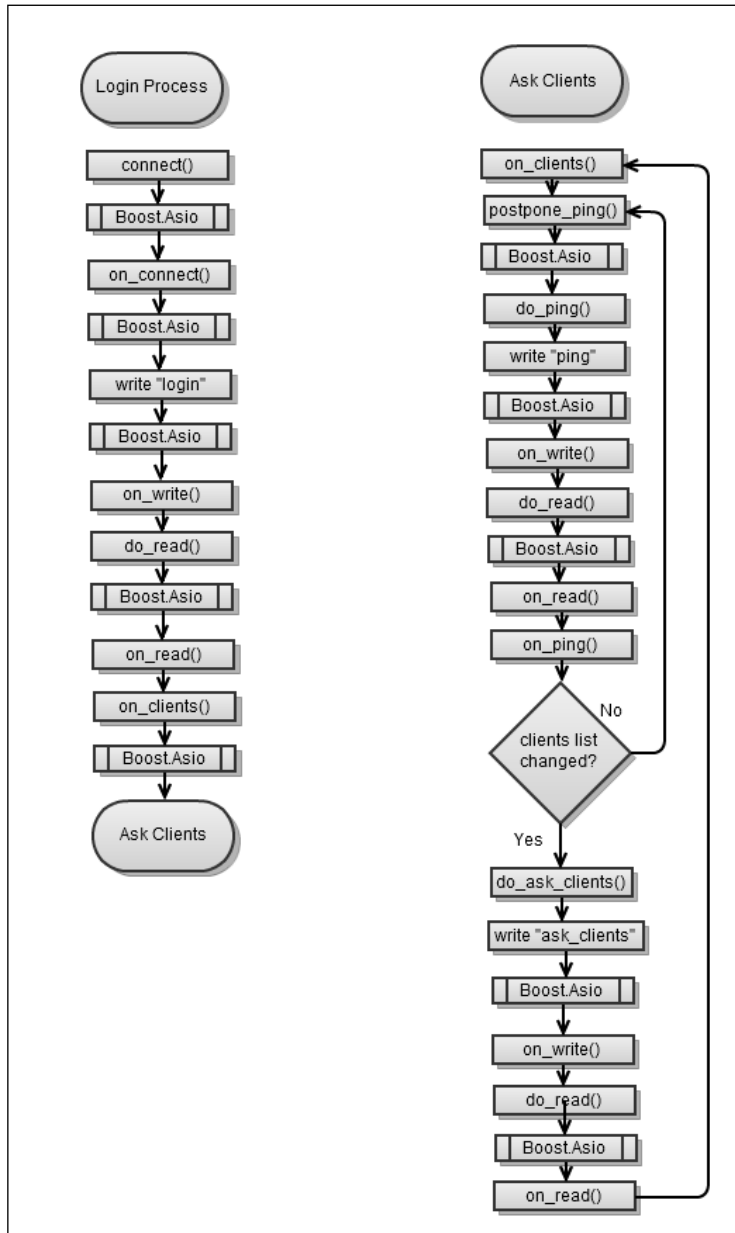 Login Process
connect()
Boost.Asio
on_connect()
Boost.Asio
write "login"
Boost.Asio
on_write()
do_read()
Boost.Asio
on_read()
on_clients()
Boost.Asio
Ask Clients
Ask Clients
on_clients()
postpone_ping()
Boost.Asio
do_ping()
write "ping"
Boost.Asio
on_write()
do_read()
Boost.Asio
on_read()
on_ping()
No
clients list
changed?
Yes
do_ask_clients()
write "ask_clients"
Boost.Asio
on_write()
do_read()
Boost.Asio
on_read()